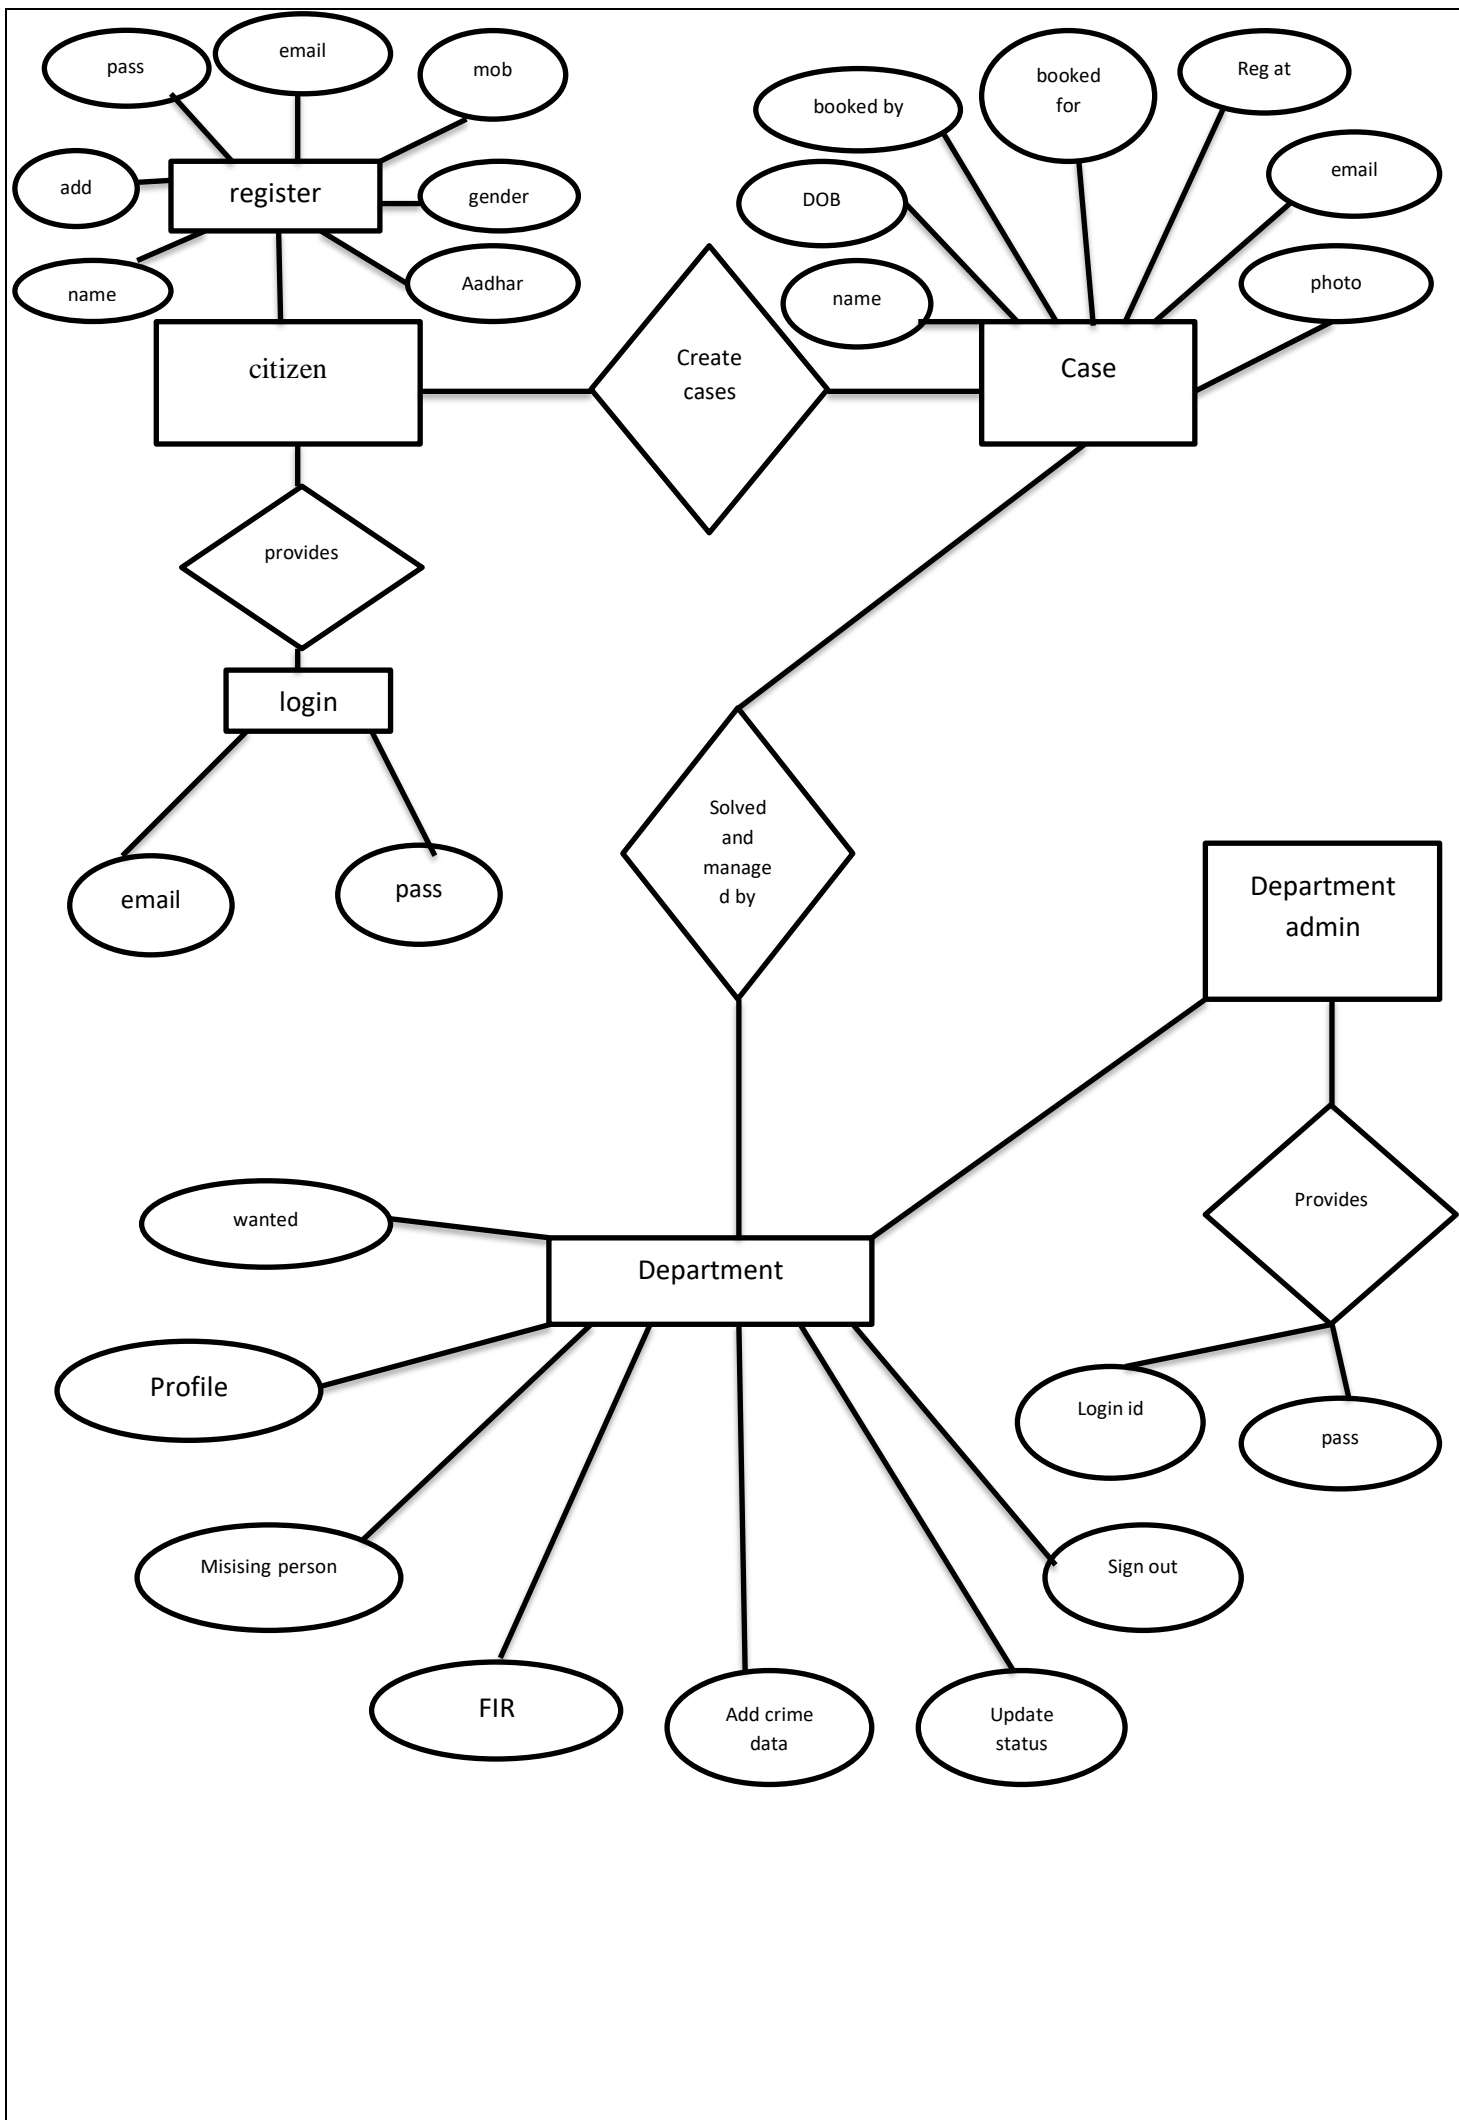 pass
email
mob
add
register
gender
name
Aadhar
booked by
booked
for
Reg at
DOB
email
name
photo
citizen
Create
cases
Case
provides
login
email
pass
Solved
and
manage
d by
Department
admin
Provides
wanted
Department
Profile
Login id
pass
Misising person
Sign out
FIR
Add crime
data
Update
status